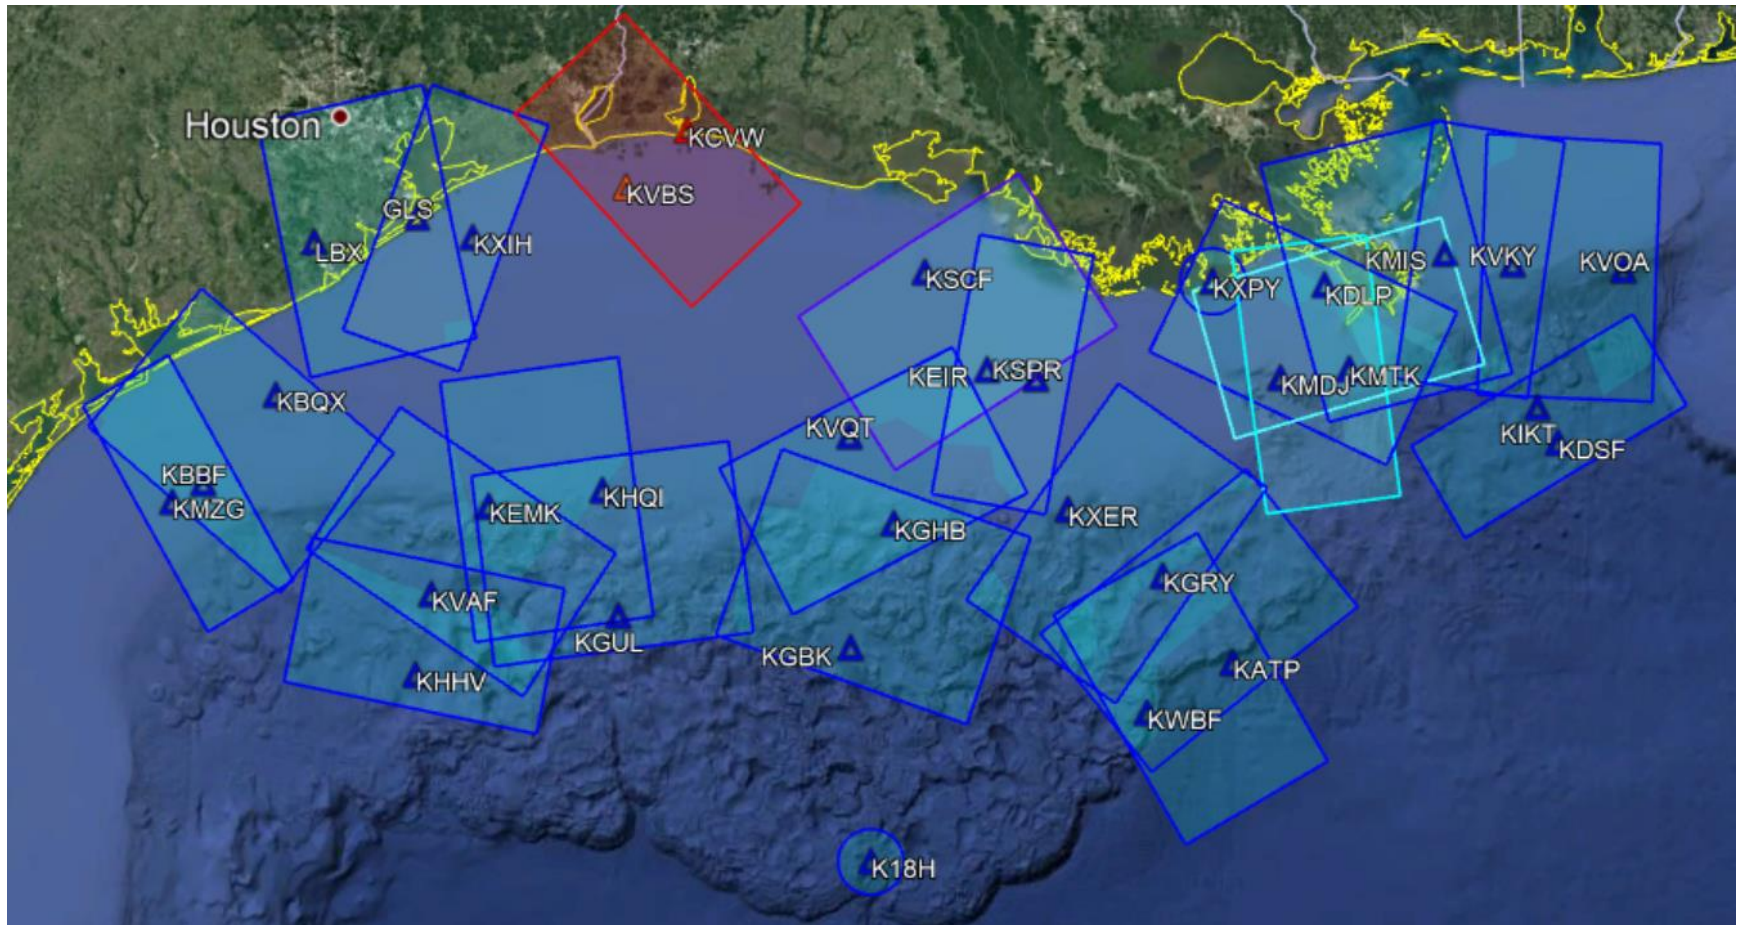 Houston
KCVW
KVBS
GLS
LBX
KXIH
KSCF
KXPY
KDLP
KMIS
KVKY
KVOA
KBQX
KEIR
KSPR
KMDJ
KMTK
KVQT
KIKT
KDSF
KBBF
KMZG
KEMK
KHQI
KGHB
KXER
KVAF
KGUL
KGBK
KGRY
KHHV
KATP
KWBF
K18H